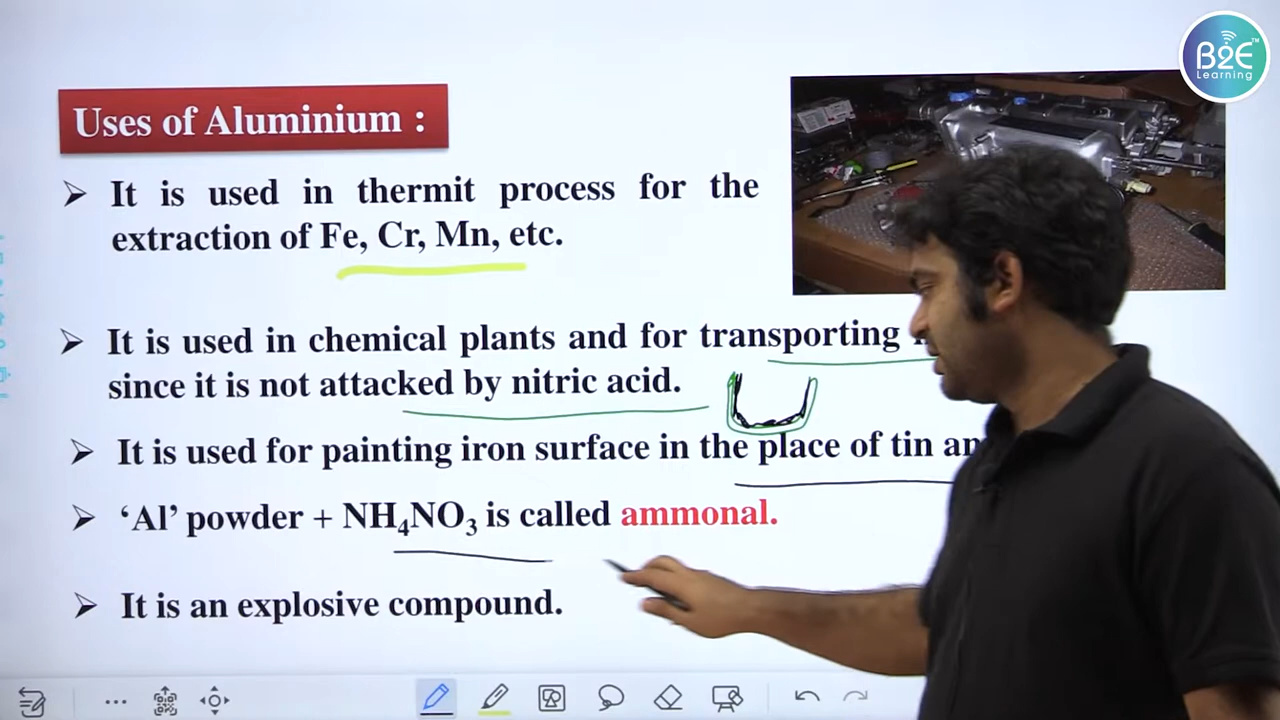 B2E TM
Learning
Uses of Aluminium :
➢ It is used in thermit process for the
extraction of Fe, Cr, Mn, etc.
➢ It is used in chemical plants and for transporting
since it is not attacked by nitric acid.
➢ It is used for painting iron surface in the place of tin
➢ ‘Al’ powder + NH₄NO₃ is called ammonal.
➢ It is an explosive compound.